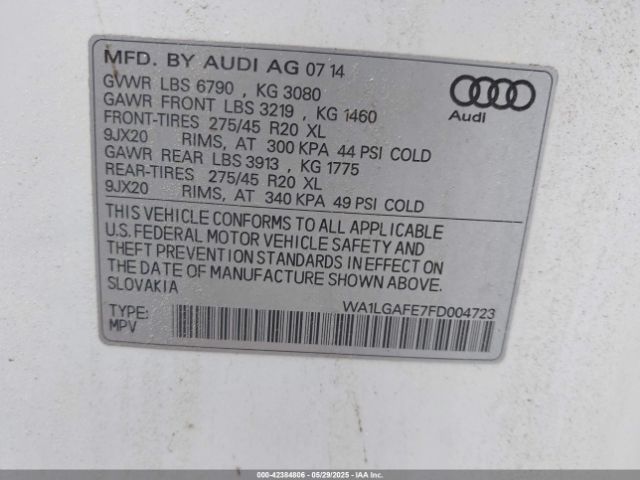 MFD. BY AUDI AG 07 14
GVWR LBS 6790 , KG 3080
GAWR FRONT LBS 3219 , KG 1460
FRONT-TIRES 275/45 R20 XL
9JX20 RIMS, AT 300 KPA 44 PSI COLD
GAWR REAR LBS 3913 , KG 1775
REAR-TIRES 275/45 R20 XL
9JX20 RIMS, AT 340 KPA 49 PSI COLD
Audi
THIS VEHICLE CONFORMS TO ALL APPLICABLE
U.S. FEDERAL MOTOR VEHICLE SAFETY AND
THEFT PREVENTION STANDARDS IN EFFECT ON
THE DATE OF MANUFACTURE SHOWN ABOVE.
SLOVAKIA
WA1LGAFE7FD004723
TYPE:
MPV
000-42384806 - 05/29/2025 - IAAI.COM